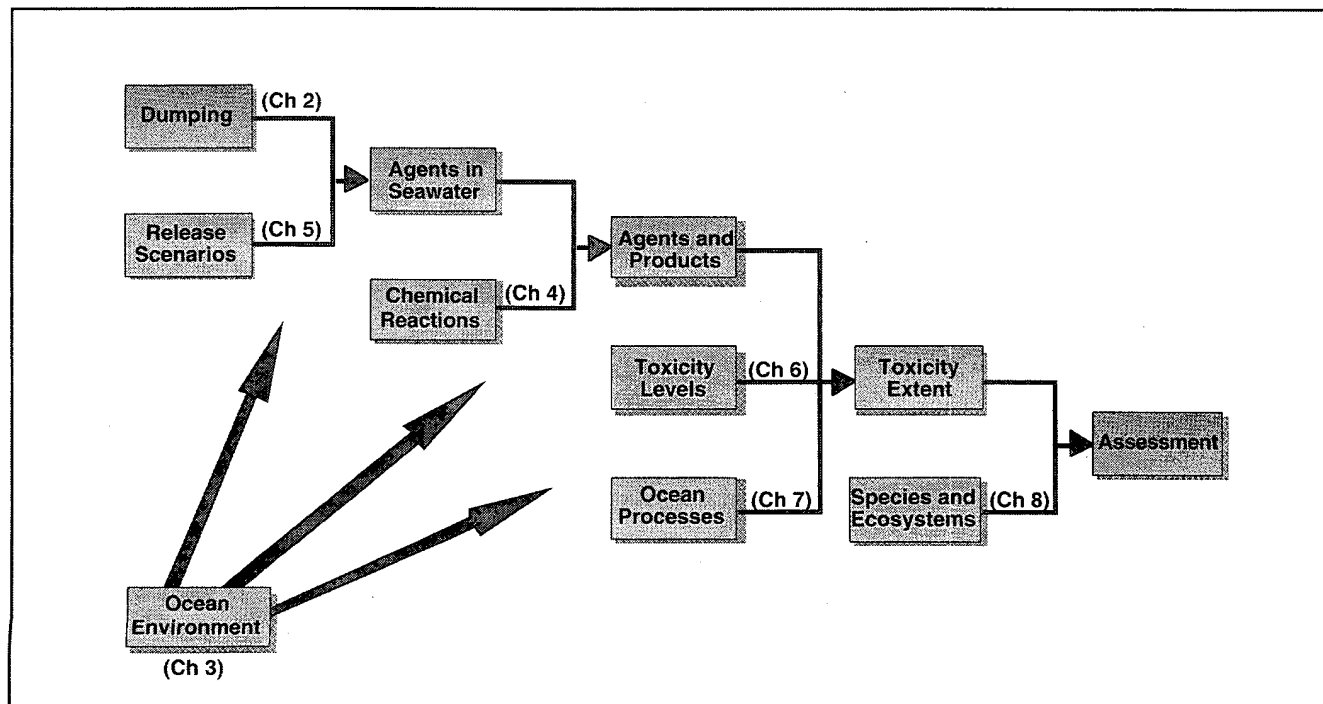 Dumping
(Ch 2)
Release
Scenarios
(Ch 5)
Agents in
Seawater
Chemical
Reactions
(Ch 4)
Agents and
Products
Toxicity
Levels
(Ch 6)
Ocean
Processes
(Ch 7)
Toxicity
Extent
Species and
Ecosystems
(Ch 8)
Assessment
Ocean
Environment
(Ch 3)